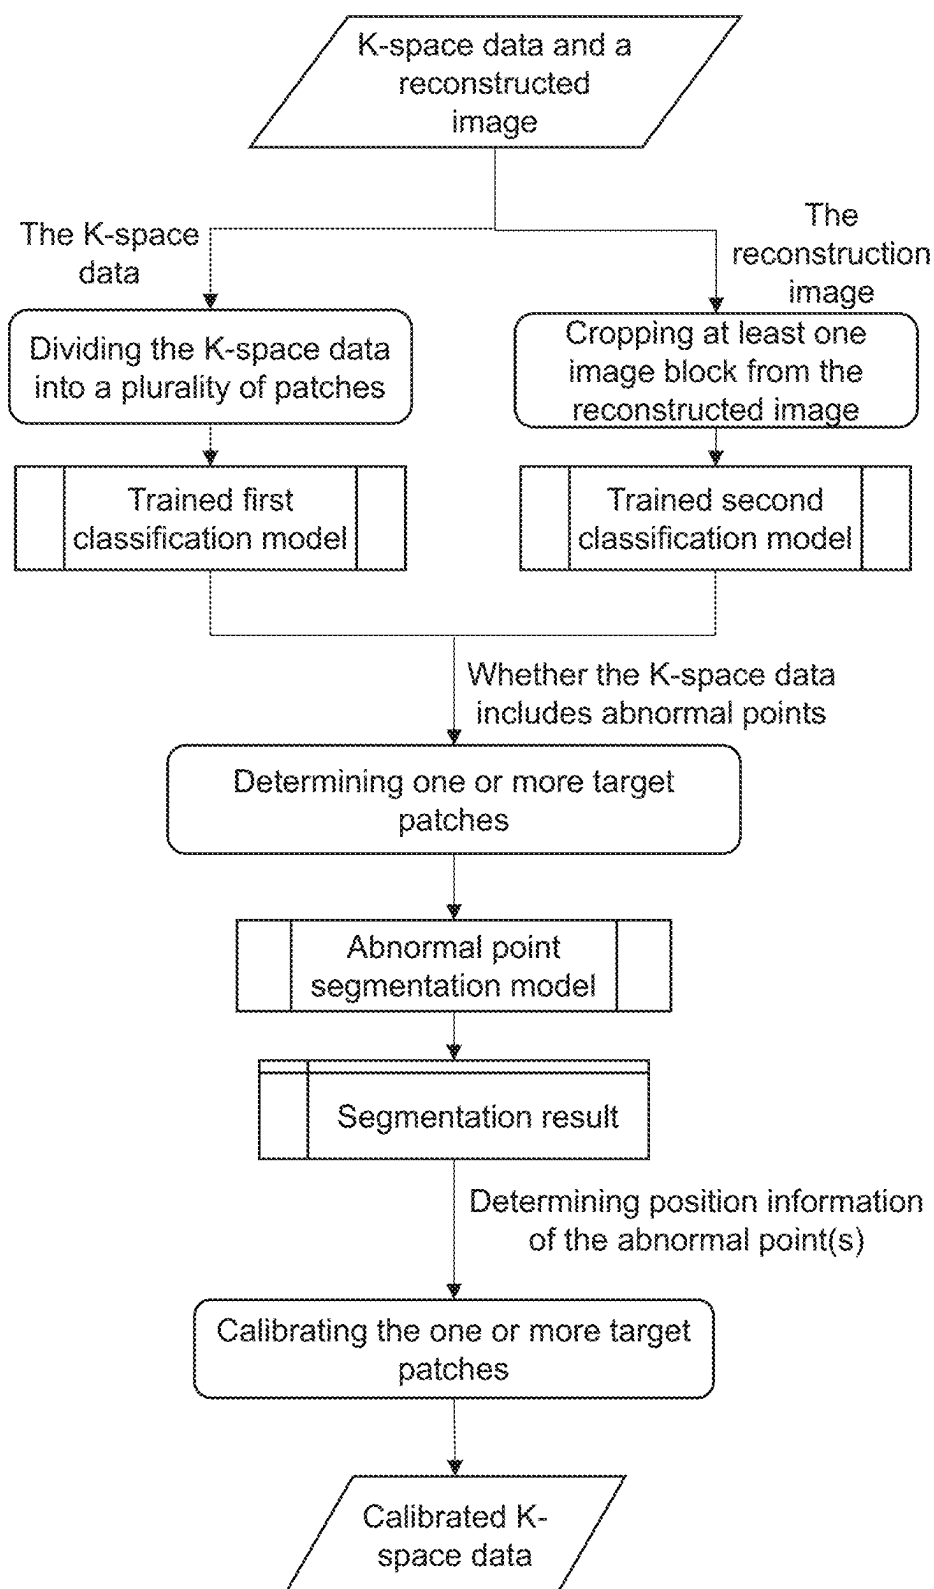 K-space data and a
reconstructed
image
The K-space
data
The
reconstruction
image
Dividing the K-space data
into a plurality of patches
Cropping at least one
image block from the
reconstructed image
Trained first
classification model
Trained second
classification model
Whether the K-space data
includes abnormal points
Determining one or more target
patches
Abnormal point
segmentation model
Segmentation result
Determining position information
of the abnormal point(s)
Calibrating the one or more target
patches
Calibrated K-
space data